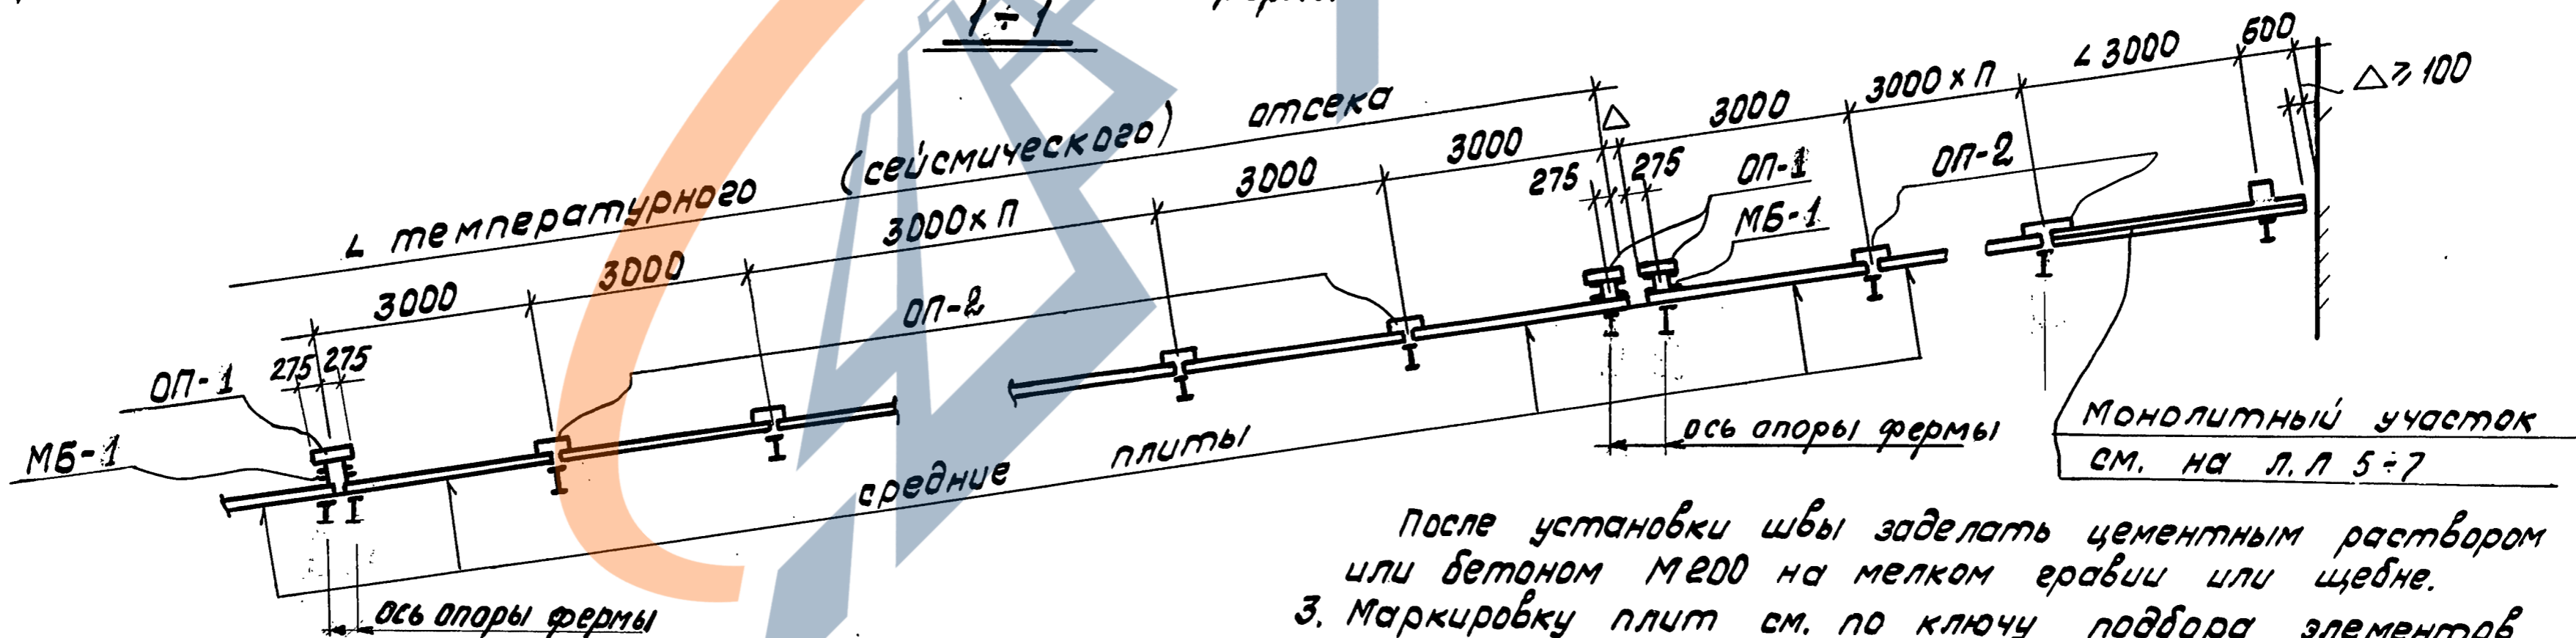 1 ÷ 1
L температурного (сейсмического) отсека
3000
3000
3000 х П
3000
3000
275
Δ
275
3000
3000 х П
∠ 3000
600
Δ ≥ 100
275
275
ОП-1
МБ-1
ОП-2
ОП-1
МБ-1
ОП-2
средние плиты
ось опоры фермы
ось опоры фермы
Монолитный участок
см. на л.л 5÷7
После установки швы заделать цементным раствором
или бетоном М200 на мелком гравии или щебне.
3. Маркировку плит см. по ключу подбора элементов